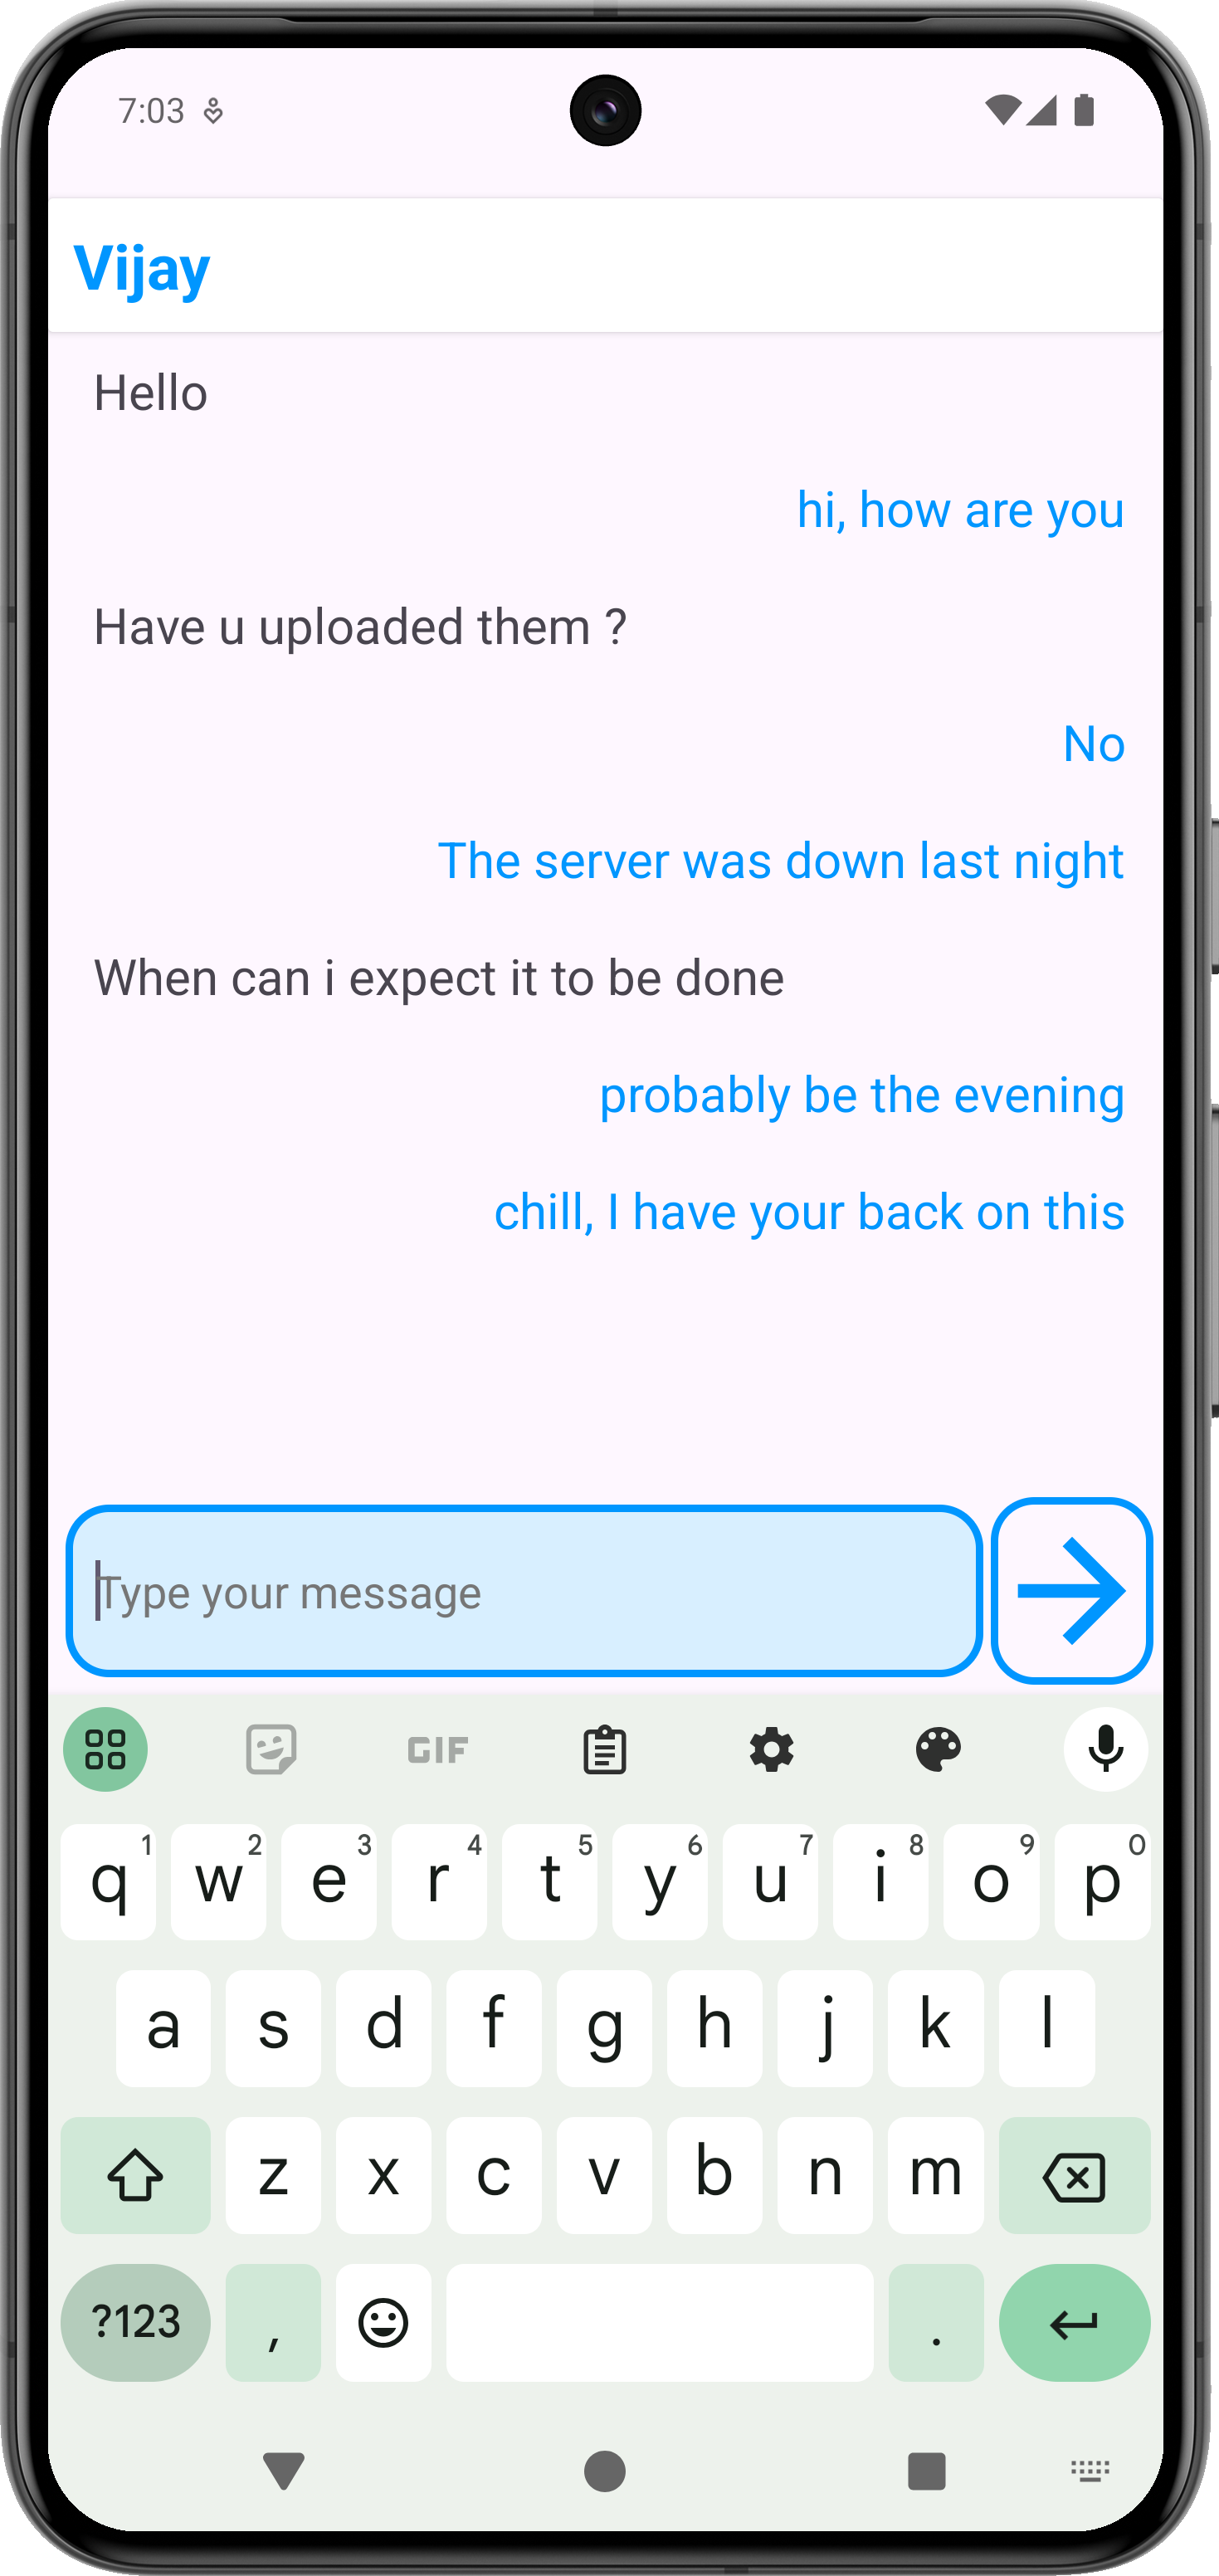 7:03
Vijay
Hello
hi, how are you
Have u uploaded them ?
No
The server was down last night
When can i expect it to be done
probably be the evening
chill, I have your back on this
Type your message
GIF
q 1 w 2 e 3 r 4 t 5 y 6 u 7 i 8 o 9 p 0
a s d f g h j k l
z x c v b n m
?123 , .